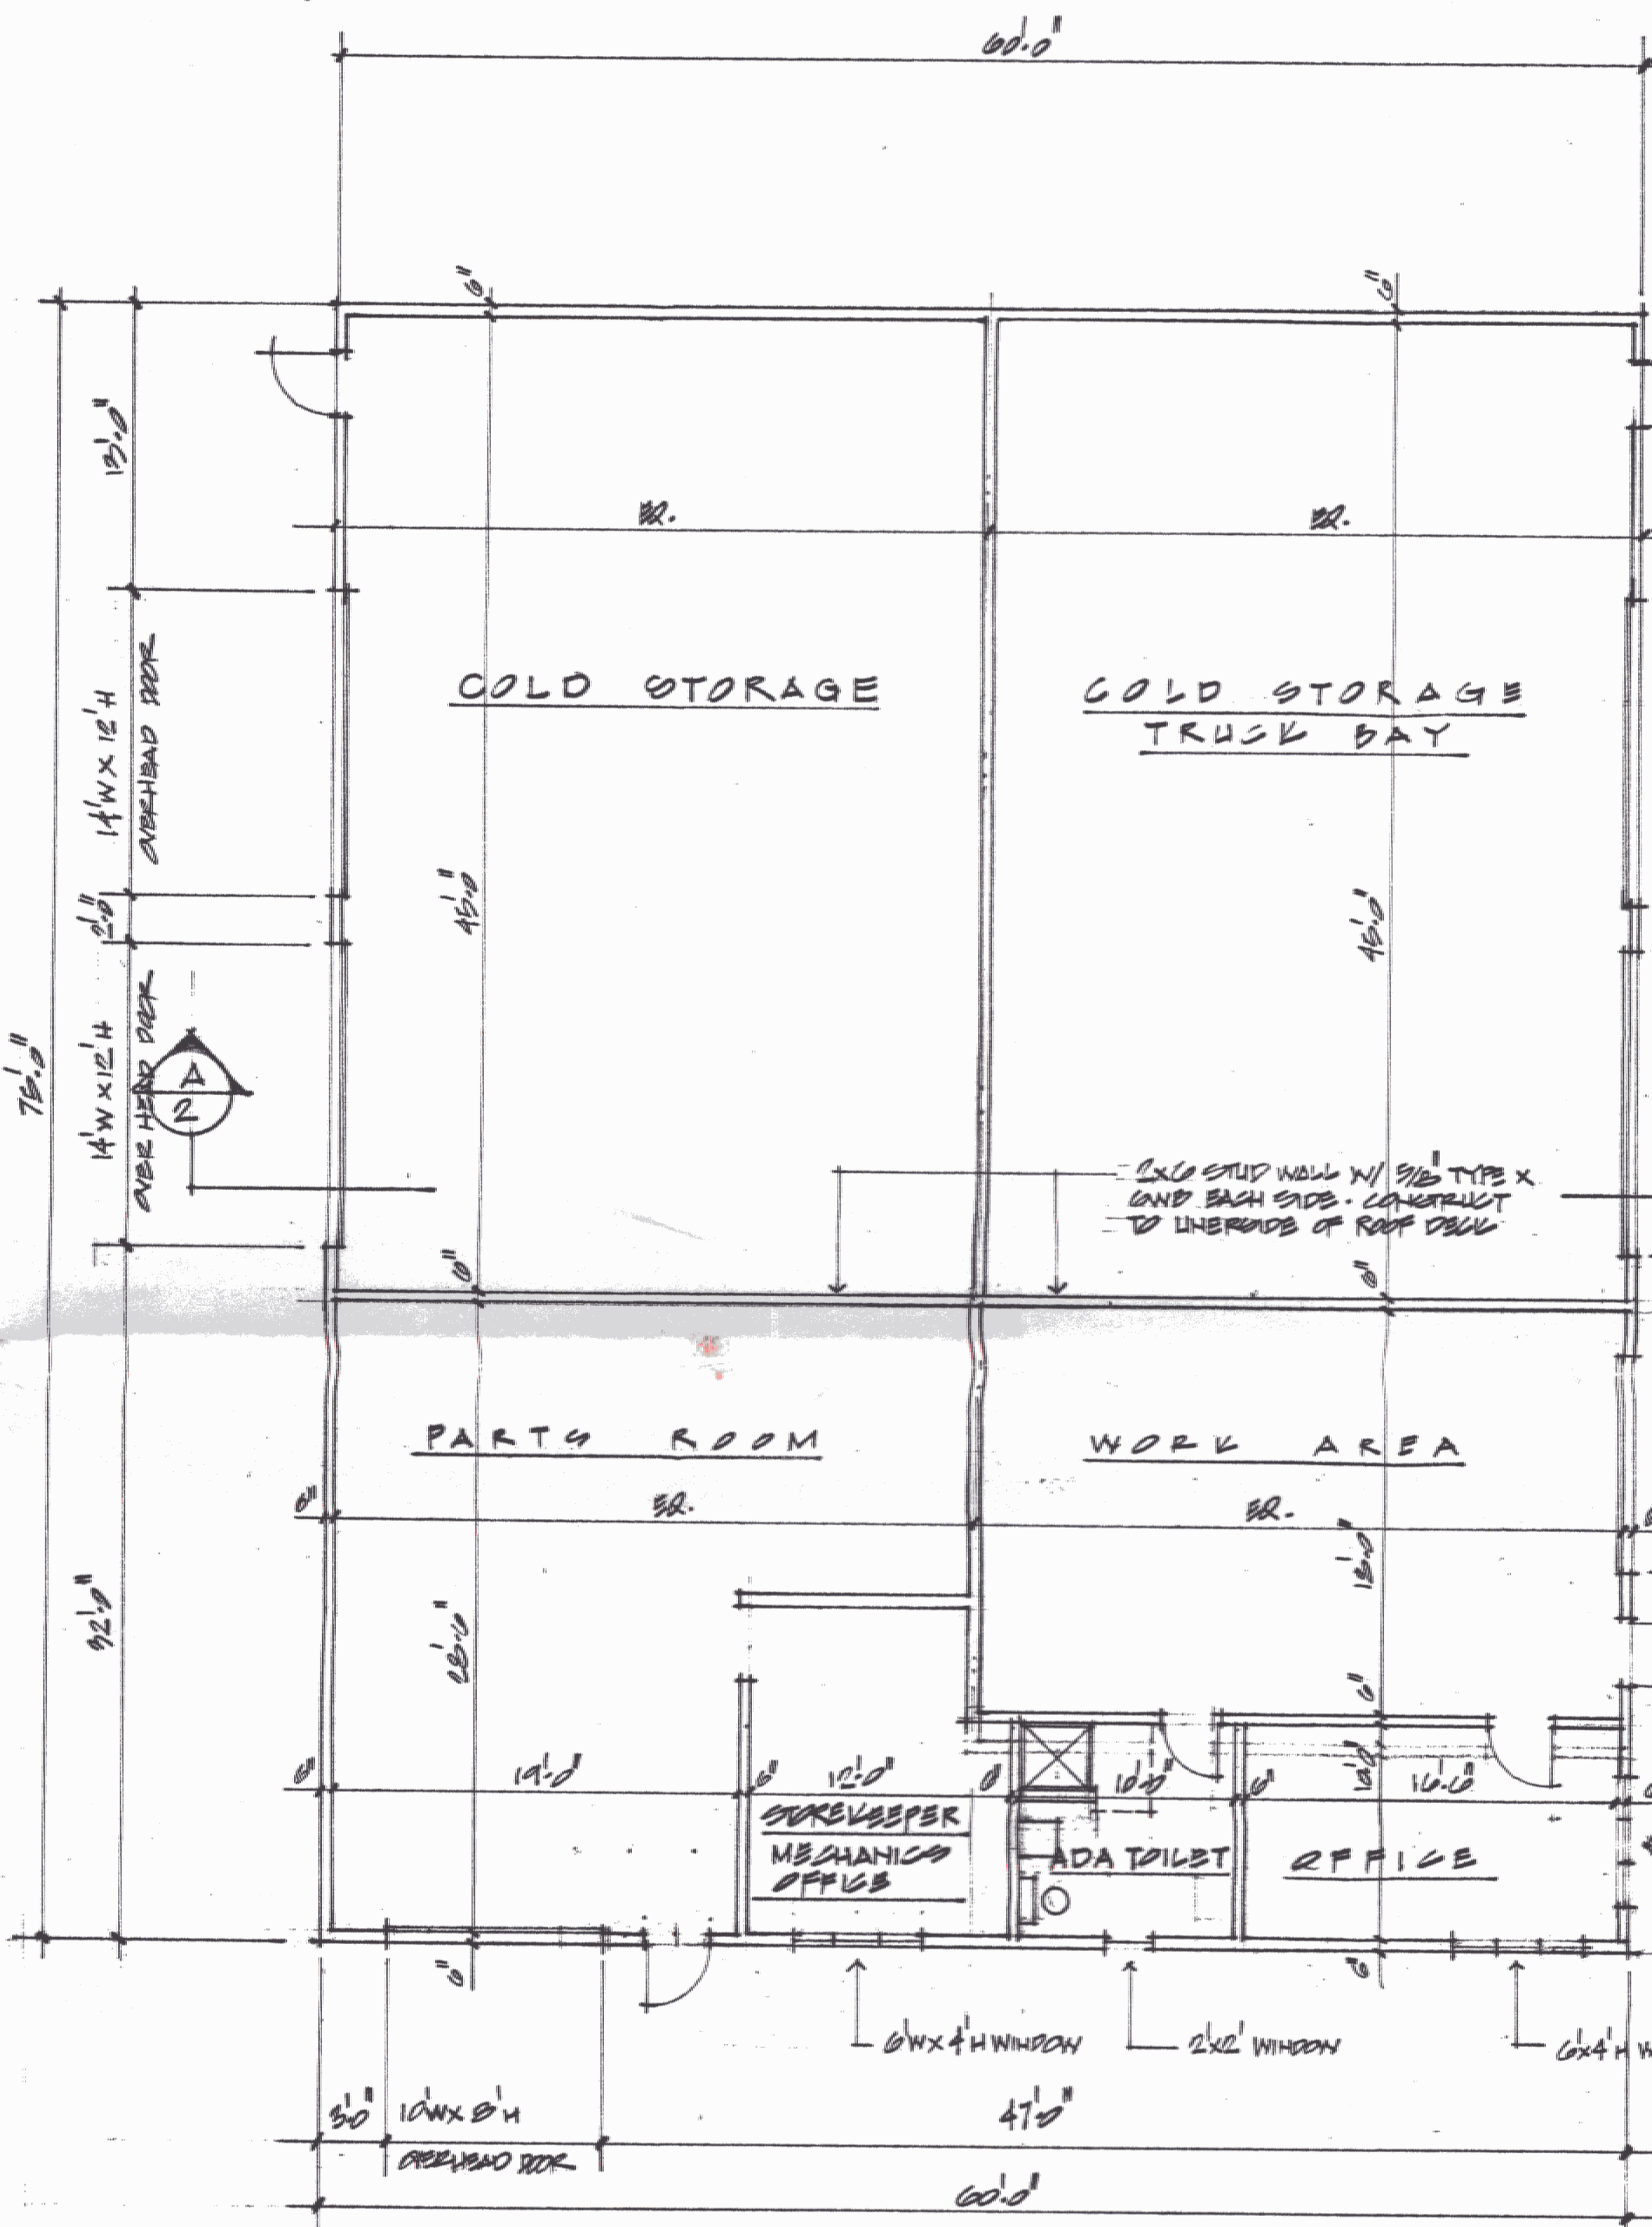 60'-0"
6"
6"
13'-0"
EQ.
EQ.
14'W X 12'H
OVERHEAD DOOR
COLD STORAGE
COLD STORAGE
TRUCK BAY
2'-0"
45'-0"
45'-0"
75'-0"
14'W X 12'H
OVERHEAD DOOR
A
2
2X6 STUD WALL W/ 5/8" TYPE X
GWB EACH SIDE. CONSTRUCT
TO UNDERSIDE OF ROOF DECK
6"
6"
PARTS ROOM
WORK AREA
6"
EQ.
EQ.
18'-0"
32'-0"
28'-6"
6"
6"
19'-0"
6"
12'-0"
6"
10'-0"
6"
10'-0"
16'-6"
STOREKEEPER
MECHANICS
OFFICE
ADA TOILET
OFFICE
6"
6"
6'W X 4'H WINDOW
2'X2' WINDOW
6'X4'H W
3'-0"
10'W X 8'H
OVERHEAD DOOR
47'-0"
60'-0"